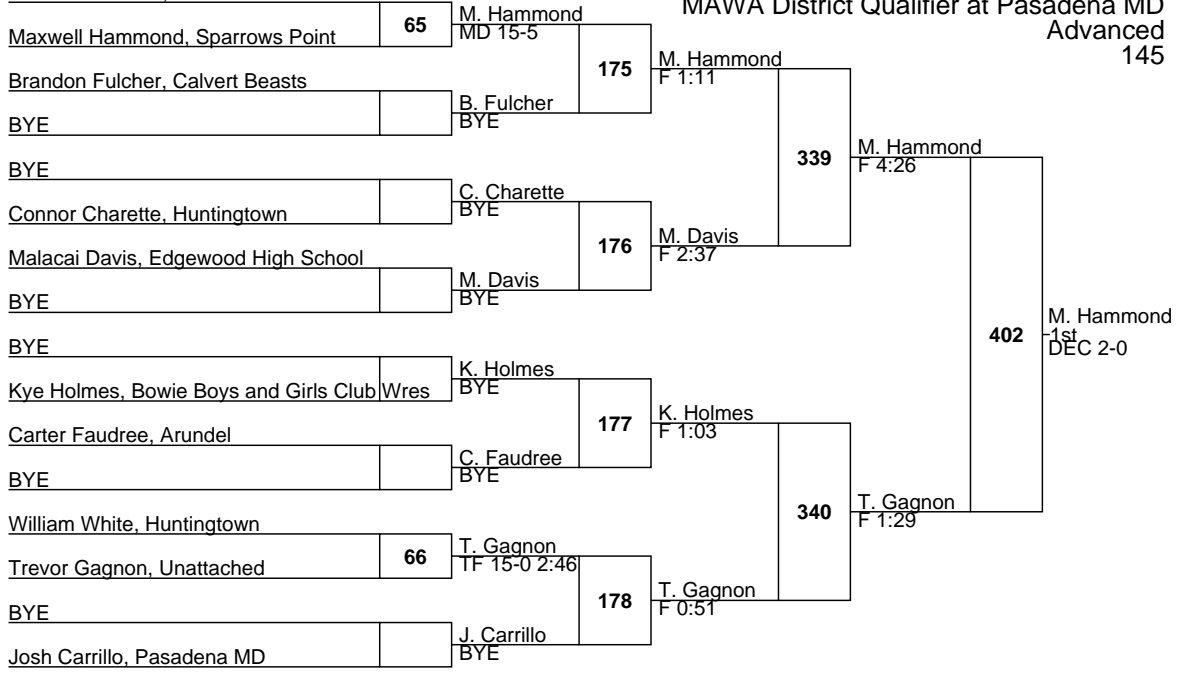 MAWA District Qualifier at Pasadena MD
Advanced
145
Maxwell Hammond, Sparrows Point
Brandon Fulcher, Calvert Beasts
BYE
BYE
Connor Charette, Huntingtown
Malacai Davis, Edgewood High School
BYE
BYE
Kye Holmes, Bowie Boys and Girls Club Wres
Carter Faudree, Arundel
BYE
William White, Huntingtown
Trevor Gagnon, Unattached
BYE
Josh Carrillo, Pasadena MD
65
66
M. Hammond
MD 15-5
B. Fulcher
BYE
C. Charette
BYE
M. Davis
BYE
K. Holmes
BYE
C. Faudree
BYE
T. Gagnon
TF 15-0 2:46
J. Carrillo
BYE
175
176
177
178
M. Hammond
F 1:11
M. Davis
F 2:37
K. Holmes
F 1:03
T. Gagnon
F 0:51
339
340
M. Hammond
F 4:26
T. Gagnon
F 1:29
402
M. Hammond
1st
DEC 2-0